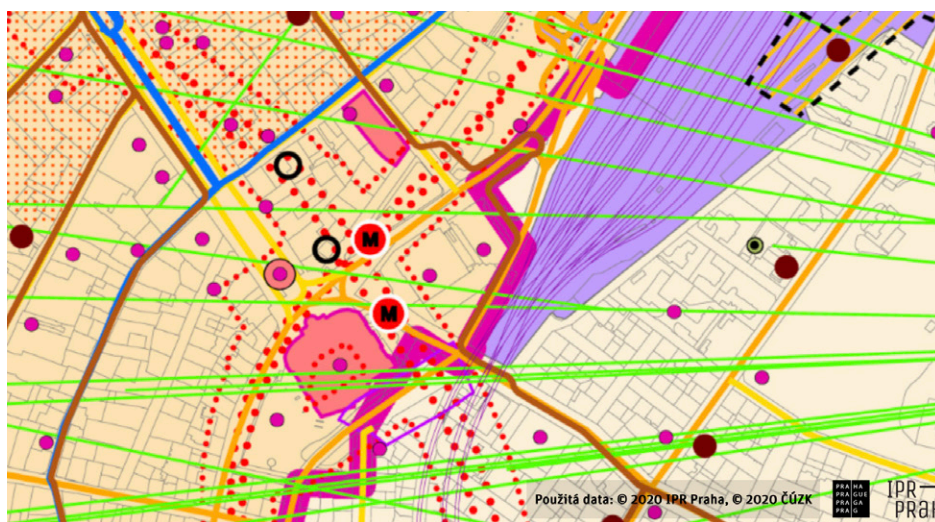 M
M
Použitá data: © 2020 IPR Praha, © 2020 ČÚZK
PRA HA
PRA GUE
PRA GA
PRA G
IPR